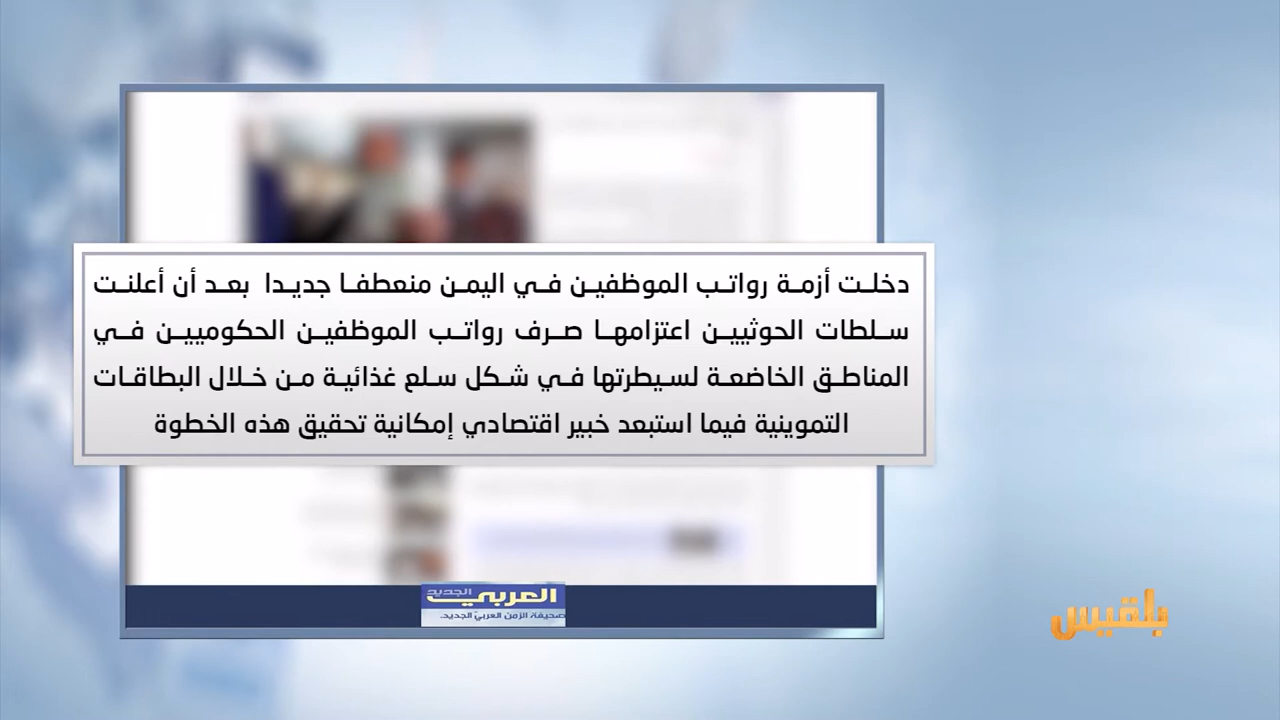 دخلت أزمة رواتب الموظفين في اليمن منعطفا جديدا بعد أن أعلنت
سلطات الحوثيين اعتزامها صرف رواتب الموظفين الحكوميين في
المناطق الخاضعة لسيطرتها في شكل سلع غذائية من خلال البطاقات
التموينية فيما استبعد خبير اقتصادي إمكانية تحقيق هذه الخطوة
العربي الجديد
صحيفة الزمن العربيّ الجديد.
بلقيس